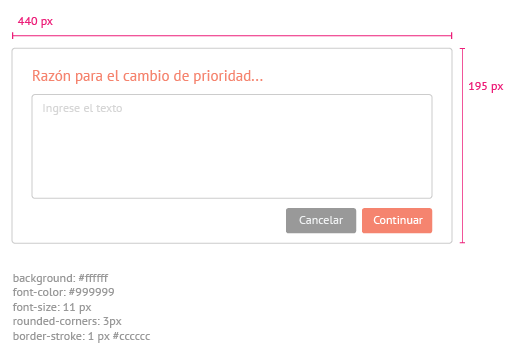 440 px
195 px
Razón para el cambio de prioridad...
Ingrese el texto
Cancelar
Continuar
background: #ffffff
font-color: #999999
font-size: 11 px
rounded-corners: 3px
border-stroke: 1 px #cccccc